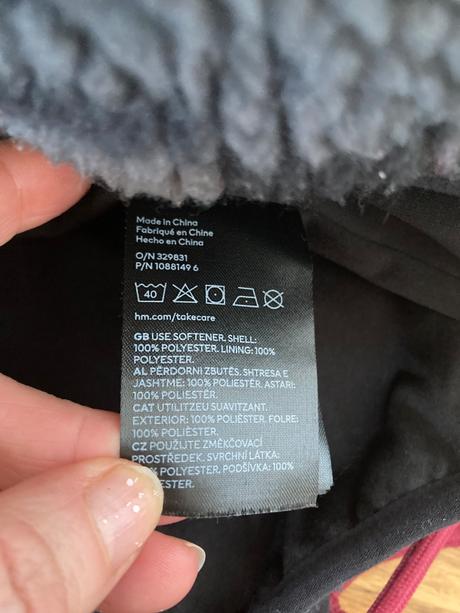 Made in China
Fabriqué en Chine
Hecho en China
O/N 329831
P/N 1088149 6
40
hm.com/takecare
GB USE SOFTENER. SHELL:
100% POLYESTER. LINING: 100%
POLYESTER.
AL PËRDORNI ZBUTËS. SHTRESA E
JASHTME: 100% POLIESTËR. ASTARI:
100% POLIESTËR.
CAT UTILITZEU SUAVITZANT.
EXTERIOR: 100% POLIÈSTER. FOLRE:
100% POLIÈSTER.
CZ POUŽIJTE ZMĚKČOVACÍ
PROSTŘEDEK. SVRCHNÍ LÁTKA:
% POLYESTER. PODŠÍVKA: 100%
OLYESTER.